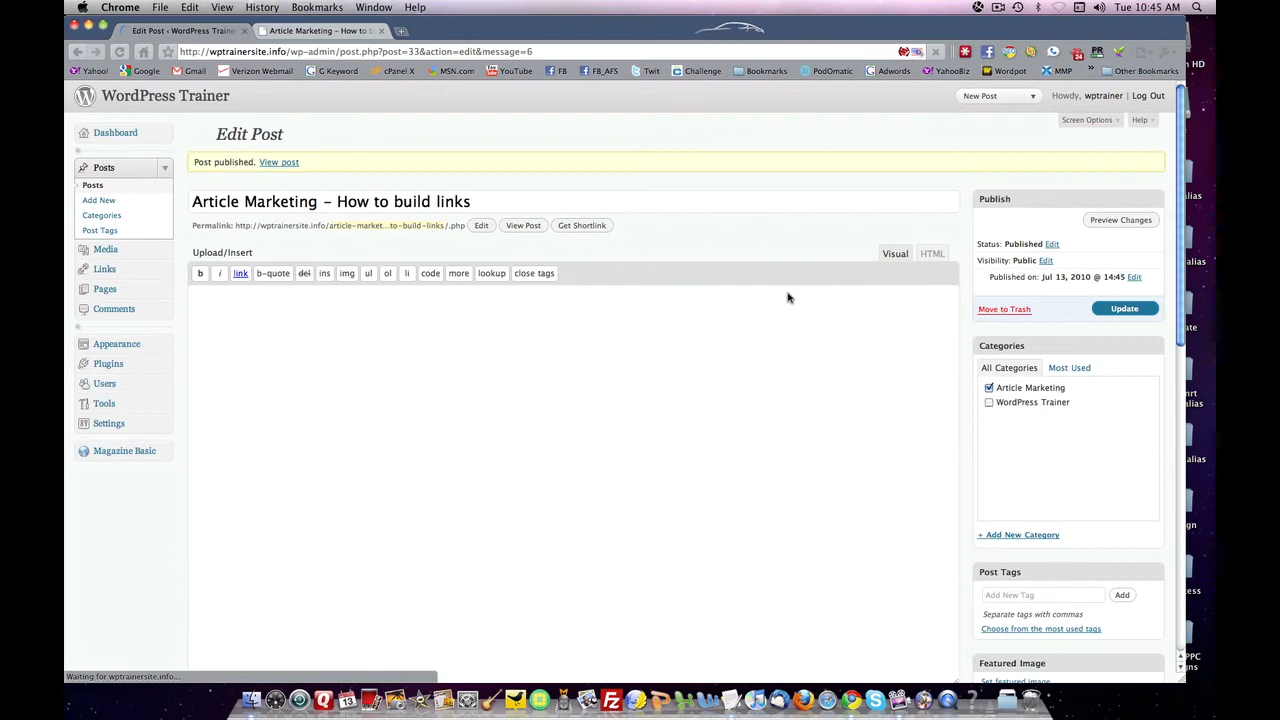 Chrome File Edit View History Bookmarks Window Help Tue 10:45 AM
Edit Post ‹ WordPress Traine Article Marketing – How to b
http://wptrainersite.info/wp-admin/post.php?post=33&action=edit&message=6
Yahoo! Google Gmail Verizon Webmail G Keyword cPanel X MSN.com YouTube FB FB_AFS Twit Challenge Bookmarks PodOmatic Adwords YahooBiz Wordpot MMP » Other Bookmarks
WordPress Trainer New Post Howdy, wptrainer | Log Out
Screen Options Help
Edit Post
Dashboard
Post published. View post
Posts
Posts
Add New
Categories
Post Tags
Media
Links
Pages
Comments
Appearance
Plugins
Users
Tools
Settings
Magazine Basic
Article Marketing – How to build links
Permalink: http://wptrainersite.info/article-market...to-build-links/.php Edit View Post Get Shortlink
Upload/Insert Visual HTML
b i link b-quote del ins img ul ol li code more lookup close tags
Publish
Preview Changes
Status: Published Edit
Visibility: Public Edit
Published on: Jul 13, 2010 @ 14:45 Edit
Move to Trash Update
Categories
All Categories Most Used
Article Marketing
WordPress Trainer
+ Add New Category
Post Tags
Add New Tag Add
Separate tags with commas
Choose from the most used tags
Featured Image
Set featured image
Waiting for wptrainersite.info...